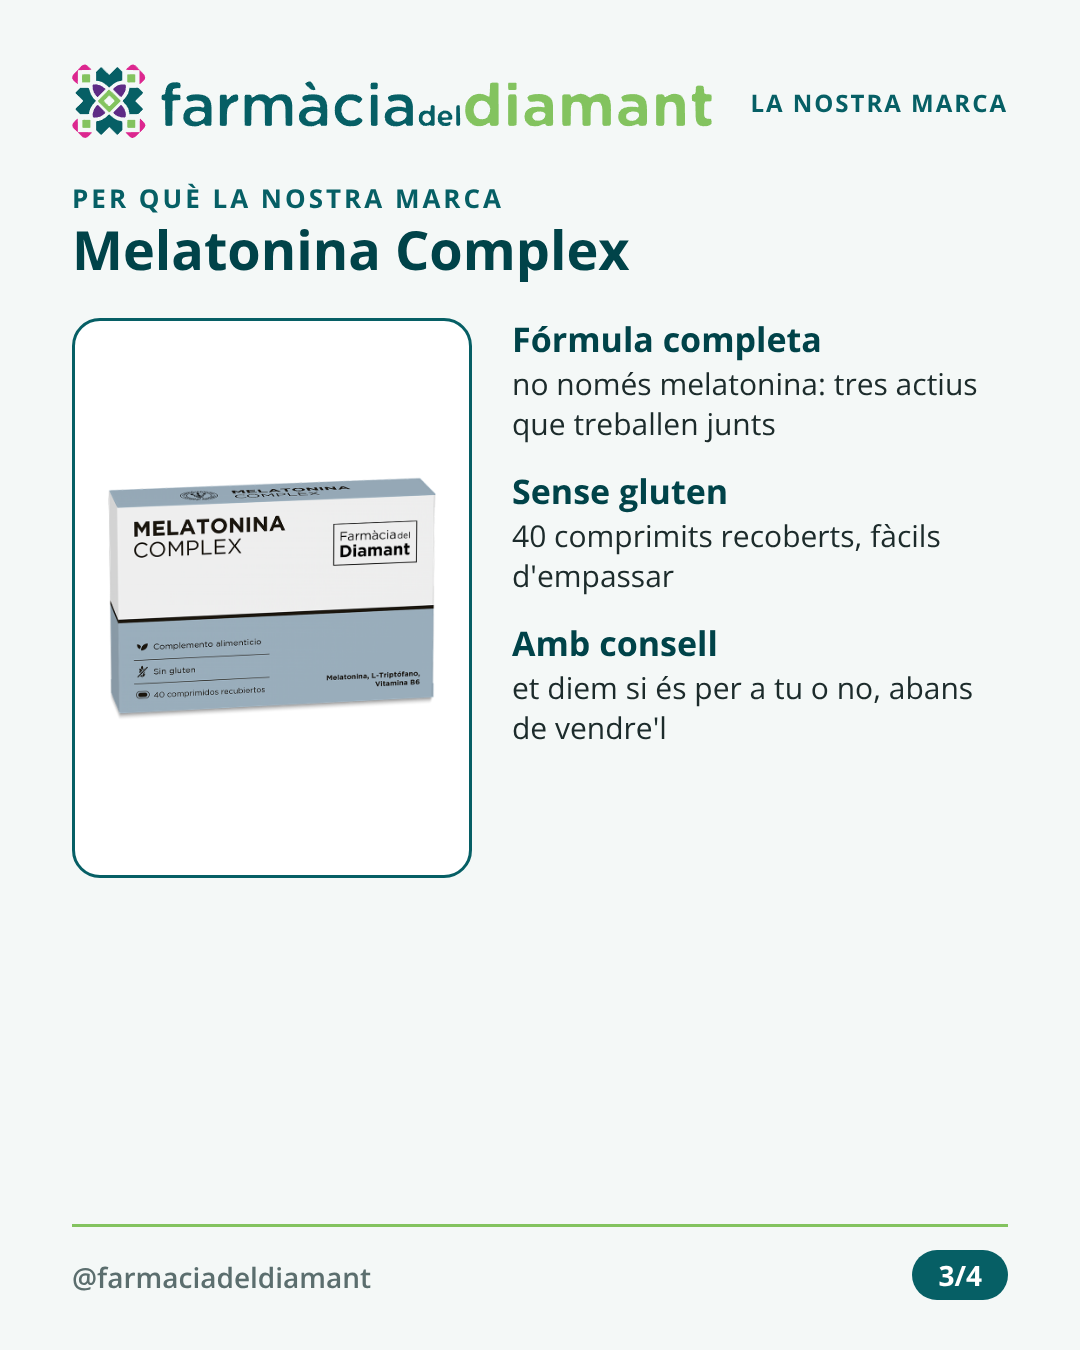 farmàciadeldiamant
LA NOSTRA MARCA
PER QUÈ LA NOSTRA MARCA
Melatonina Complex
MELATONINA
COMPLEX
MELATONINA
COMPLEX
Farmàciadel
Diamant
Complemento alimenticio
Sin gluten
40 comprimidos recubiertos
Melatonina, L-Triptófano,
Vitamina B6
Fórmula completa
no només melatonina: tres actius
que treballen junts
Sense gluten
40 comprimits recoberts, fàcils
d'empassar
Amb consell
et diem si és per a tu o no, abans
de vendre'l
@farmaciadeldiamant
3/4